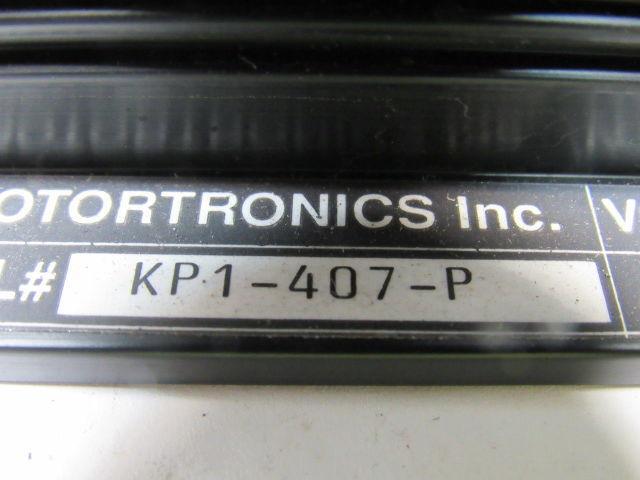 OTORTRONICS Inc. V
L# KP1-407-P